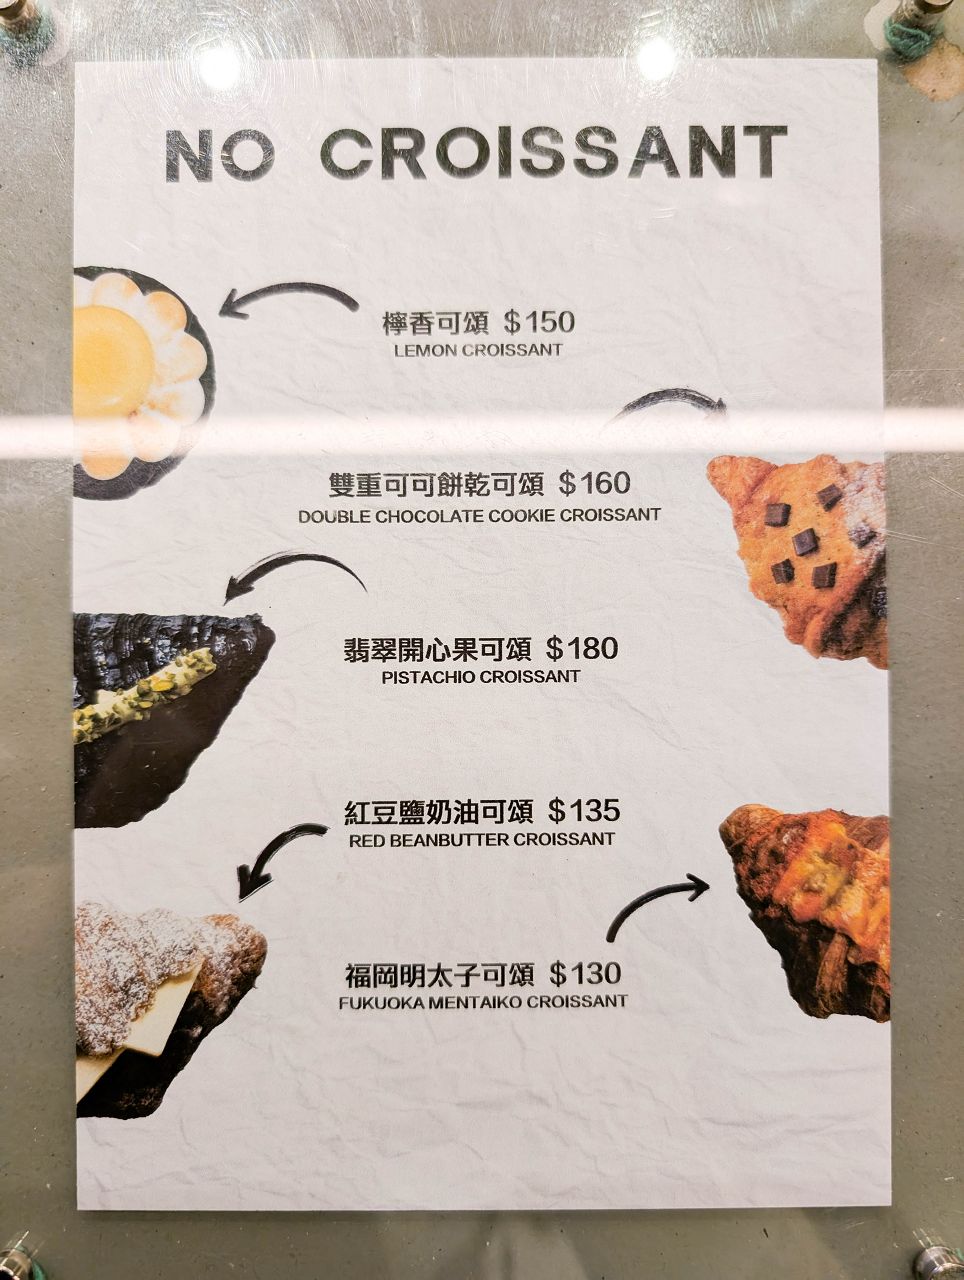 NO CROISSANT
檸香可頌 $150
LEMON CROISSANT
雙重可可餅乾可頌 $160
DOUBLE CHOCOLATE COOKIE CROISSANT
翡翠開心果可頌 $180
PISTACHIO CROISSANT
紅豆鹽奶油可頌 $135
RED BEANBUTTER CROISSANT
福岡明太子可頌 $130
FUKUOKA MENTAIKO CROISSANT